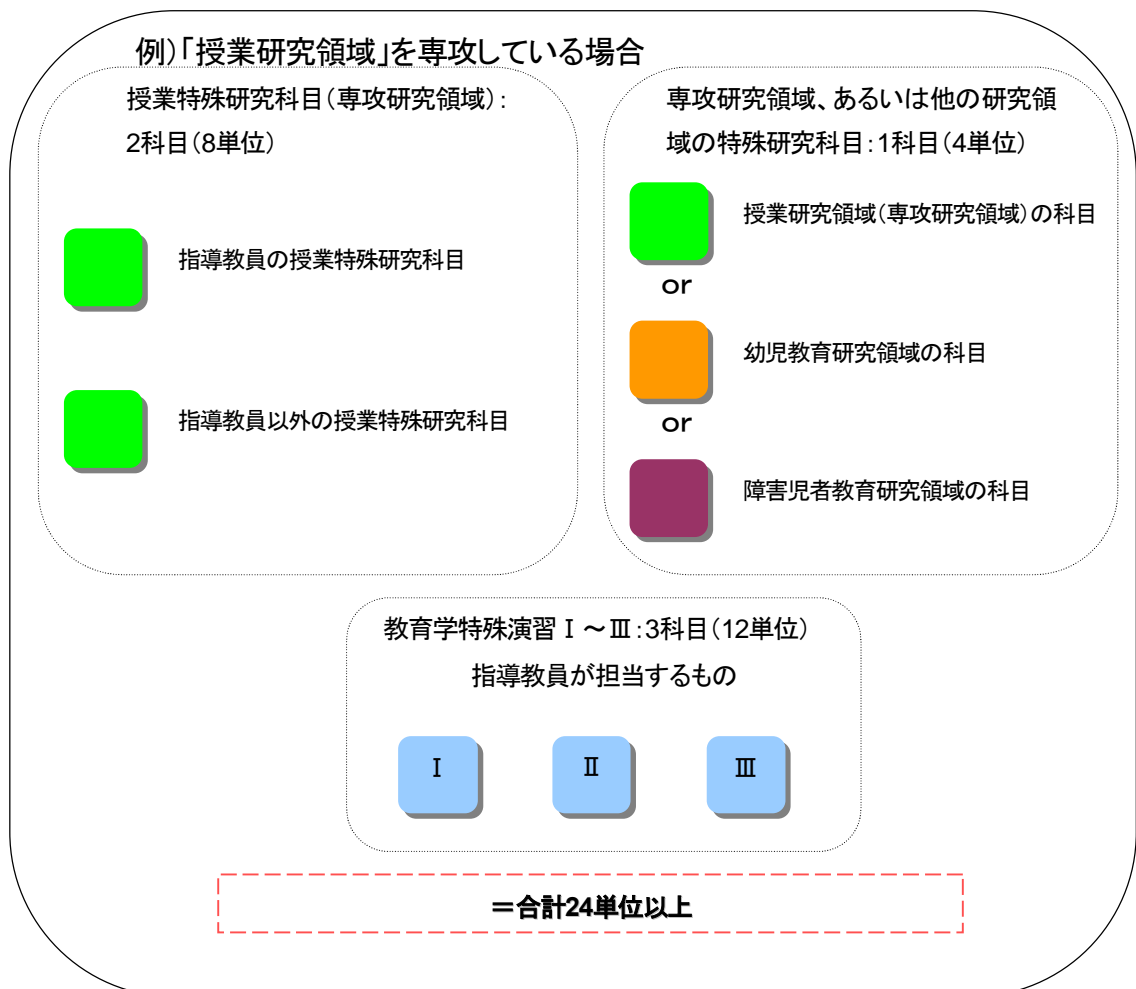 例)「授業研究領域」を専攻している場合
授業特殊研究科目(専攻研究領域):
2科目(8単位)
指導教員の授業特殊研究科目
指導教員以外の授業特殊研究科目
専攻研究領域、あるいは他の研究領
域の特殊研究科目:1科目(4単位)
授業研究領域(専攻研究領域)の科目
or
幼児教育研究領域の科目
or
障害児者教育研究領域の科目
教育学特殊演習Ⅰ~Ⅲ:3科目(12単位)
指導教員が担当するもの
Ⅰ Ⅱ Ⅲ
=合計24単位以上